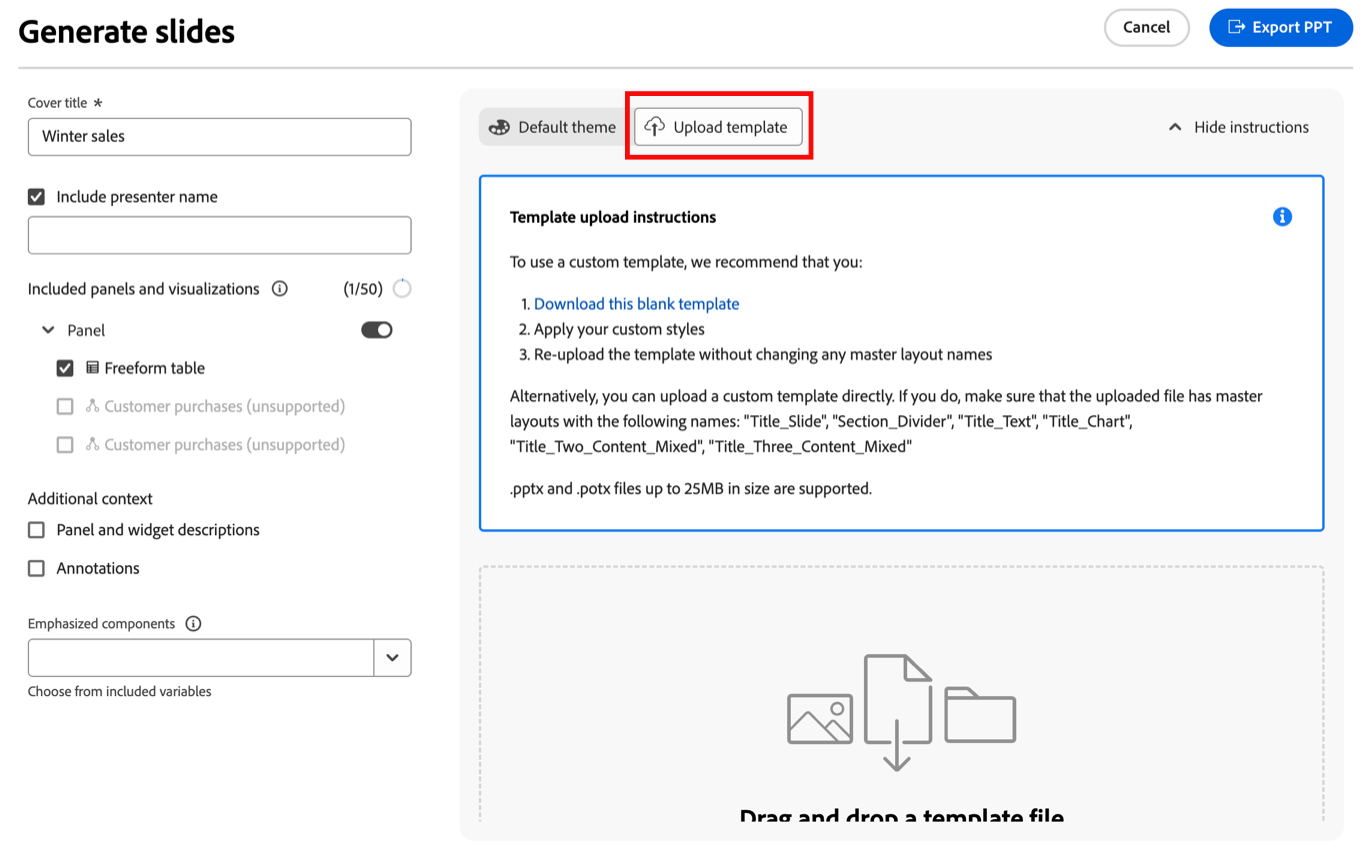 Generate slides
Cancel
Export PPT
Cover title *
Winter sales
Include presenter name
Included panels and visualizations (1/50)
Panel
Freeform table
Customer purchases (unsupported)
Customer purchases (unsupported)
Additional context
Panel and widget descriptions
Annotations
Emphasized components
Choose from included variables
Default theme
Upload template
Hide instructions
Template upload instructions
To use a custom template, we recommend that you:
1. Download this blank template
2. Apply your custom styles
3. Re-upload the template without changing any master layout names
Alternatively, you can upload a custom template directly. If you do, make sure that the uploaded file has master
layouts with the following names: "Title_Slide", "Section_Divider", "Title_Text", "Title_Chart",
"Title_Two_Content_Mixed", "Title_Three_Content_Mixed"
.pptx and .potx files up to 25MB in size are supported.
Drag and drop a template file